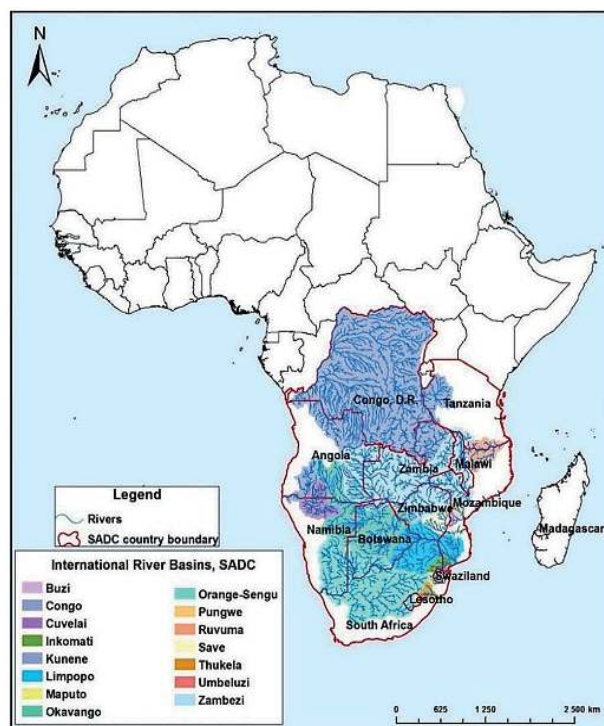 N
Congo, D.R.
Tanzania
Angola
Zambia
Malawi
Mozambique
Zimbabwe
Madagascar
Namibia
Botswana
Swaziland
Lesotho
South Africa
Legend
Rivers
SADC country boundary
International River Basins, SADC
Buzi
Congo
Cuvelai
Inkomati
Kunene
Limpopo
Maputo
Okavango
Orange-Sengu
Pungwe
Ruvuma
Save
Thukela
Umbeluzi
Zambezi
0 625 1 250 2 500 km